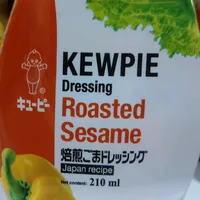 KEWPIE
Dressing
キユーピー
Roasted
Sesame
焙煎ごまドレッシング
Japan recipe
Net content: 210 ml